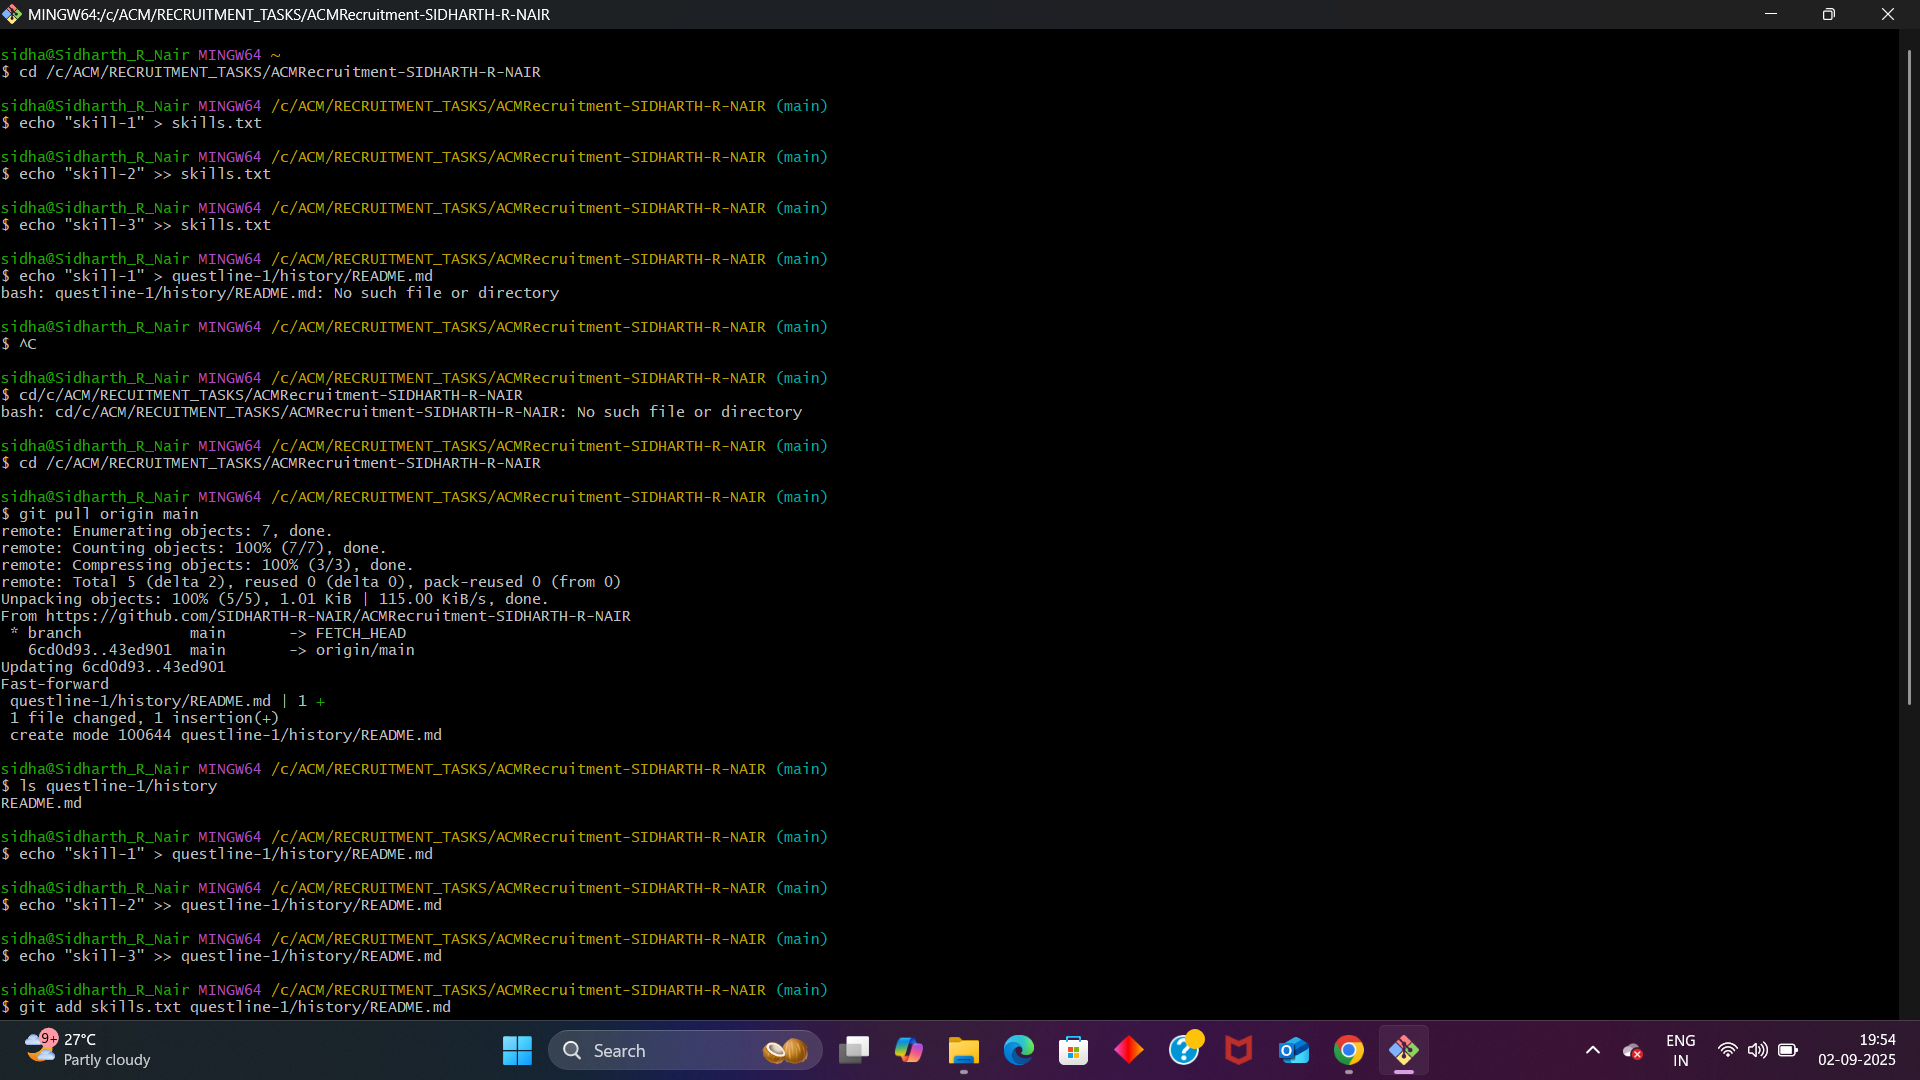 MINGW64:/c/ACM/RECRUITMENT_TASKS/ACMRecruitment-SIDHARTH-R-NAIR
sidha@Sidharth_R_Nair MINGW64 ~
$ cd /c/ACM/RECRUITMENT_TASKS/ACMRecruitment-SIDHARTH-R-NAIR
sidha@Sidharth_R_Nair MINGW64 /c/ACM/RECRUITMENT_TASKS/ACMRecruitment-SIDHARTH-R-NAIR (main)
$ echo "skill-1" > skills.txt
sidha@Sidharth_R_Nair MINGW64 /c/ACM/RECRUITMENT_TASKS/ACMRecruitment-SIDHARTH-R-NAIR (main)
$ echo "skill-2" >> skills.txt
sidha@Sidharth_R_Nair MINGW64 /c/ACM/RECRUITMENT_TASKS/ACMRecruitment-SIDHARTH-R-NAIR (main)
$ echo "skill-3" >> skills.txt
sidha@Sidharth_R_Nair MINGW64 /c/ACM/RECRUITMENT_TASKS/ACMRecruitment-SIDHARTH-R-NAIR (main)
$ echo "skill-1" > questline-1/history/README.md
bash: questline-1/history/README.md: No such file or directory
sidha@Sidharth_R_Nair MINGW64 /c/ACM/RECRUITMENT_TASKS/ACMRecruitment-SIDHARTH-R-NAIR (main)
$ ^C
sidha@Sidharth_R_Nair MINGW64 /c/ACM/RECRUITMENT_TASKS/ACMRecruitment-SIDHARTH-R-NAIR (main)
$ cd/c/ACM/RECUITMENT_TASKS/ACMRecruitment-SIDHARTH-R-NAIR
bash: cd/c/ACM/RECUITMENT_TASKS/ACMRecruitment-SIDHARTH-R-NAIR: No such file or directory
sidha@Sidharth_R_Nair MINGW64 /c/ACM/RECRUITMENT_TASKS/ACMRecruitment-SIDHARTH-R-NAIR (main)
$ cd /c/ACM/RECRUITMENT_TASKS/ACMRecruitment-SIDHARTH-R-NAIR
sidha@Sidharth_R_Nair MINGW64 /c/ACM/RECRUITMENT_TASKS/ACMRecruitment-SIDHARTH-R-NAIR (main)
$ git pull origin main
remote: Enumerating objects: 7, done.
remote: Counting objects: 100% (7/7), done.
remote: Compressing objects: 100% (3/3), done.
remote: Total 5 (delta 2), reused 0 (delta 0), pack-reused 0 (from 0)
Unpacking objects: 100% (5/5), 1.01 KiB | 115.00 KiB/s, done.
From https://github.com/SIDHARTH-R-NAIR/ACMRecruitment-SIDHARTH-R-NAIR
* branch            main       -> FETCH_HEAD
6cd0d93..43ed901  main       -> origin/main
Updating 6cd0d93..43ed901
Fast-forward
questline-1/history/README.md | 1 +
1 file changed, 1 insertion(+)
create mode 100644 questline-1/history/README.md
sidha@Sidharth_R_Nair MINGW64 /c/ACM/RECRUITMENT_TASKS/ACMRecruitment-SIDHARTH-R-NAIR (main)
$ ls questline-1/history
README.md
sidha@Sidharth_R_Nair MINGW64 /c/ACM/RECRUITMENT_TASKS/ACMRecruitment-SIDHARTH-R-NAIR (main)
$ echo "skill-1" > questline-1/history/README.md
sidha@Sidharth_R_Nair MINGW64 /c/ACM/RECRUITMENT_TASKS/ACMRecruitment-SIDHARTH-R-NAIR (main)
$ echo "skill-2" >> questline-1/history/README.md
sidha@Sidharth_R_Nair MINGW64 /c/ACM/RECRUITMENT_TASKS/ACMRecruitment-SIDHARTH-R-NAIR (main)
$ echo "skill-3" >> questline-1/history/README.md
sidha@Sidharth_R_Nair MINGW64 /c/ACM/RECRUITMENT_TASKS/ACMRecruitment-SIDHARTH-R-NAIR (main)
$ git add skills.txt questline-1/history/README.md
9+
27°C
Partly cloudy
Search
ENG
IN
19:54
02-09-2025